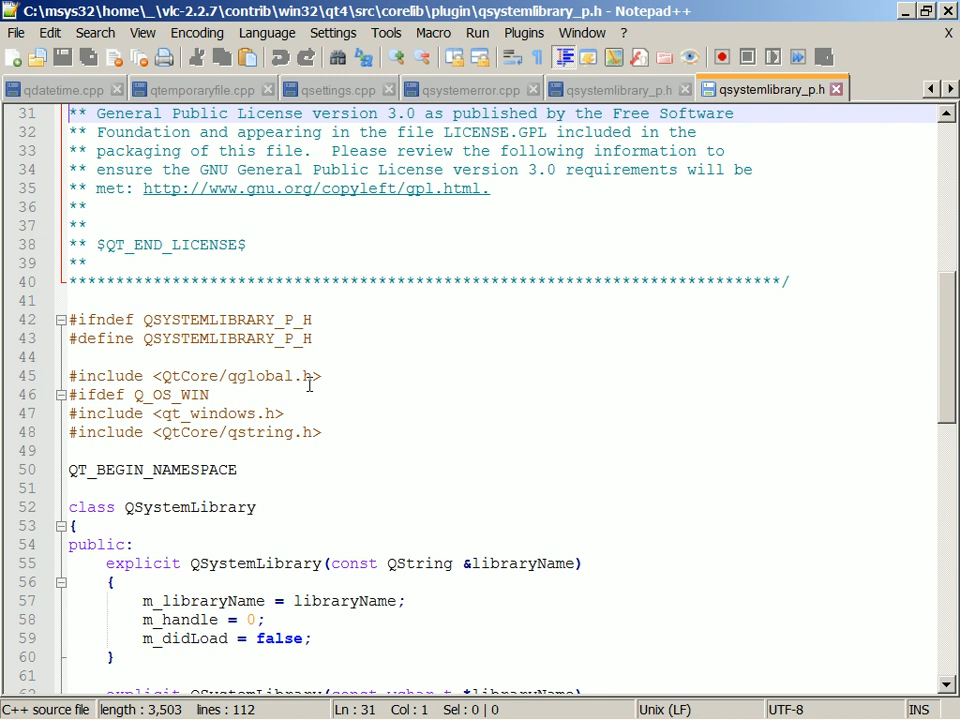 C:\msys32\home\_\vlc-2.2.7\contrib\win32\qt4\src\corelib\plugin\qsystemlibrary_p.h - Notepad++
File Edit Search View Encoding Language Settings Tools Macro Run Plugins Window ? X
qdatetime.cpp qtemporaryfile.cpp qsettings.cpp qsystemerror.cpp qsystemlibrary_p.h qsystemlibrary_p.h
31 ** General Public License version 3.0 as published by the Free Software
32 ** Foundation and appearing in the file LICENSE.GPL included in the
33 ** packaging of this file.  Please review the following information to
34 ** ensure the GNU General Public License version 3.0 requirements will be
35 ** met: http://www.gnu.org/copyleft/gpl.html.
36 **
37 **
38 ** $QT_END_LICENSE$
39 **
40 ****************************************************************************/
41
42 #ifndef QSYSTEMLIBRARY_P_H
43 #define QSYSTEMLIBRARY_P_H
44
45 #include <QtCore/qglobal.h>
46 #ifdef Q_OS_WIN
47 #include <qt_windows.h>
48 #include <QtCore/qstring.h>
49
50 QT_BEGIN_NAMESPACE
51
52 class QSystemLibrary
53 {
54 public:
55     explicit QSystemLibrary(const QString &libraryName)
56     {
57         m_libraryName = libraryName;
58         m_handle = 0;
59         m_didLoad = false;
60     }
61
62     explicit QSystemLibrary(const wchar_t *libraryName)
C++ source file length : 3,503 lines : 112 Ln : 31 Col : 1 Sel : 0 | 0 Unix (LF) UTF-8 INS